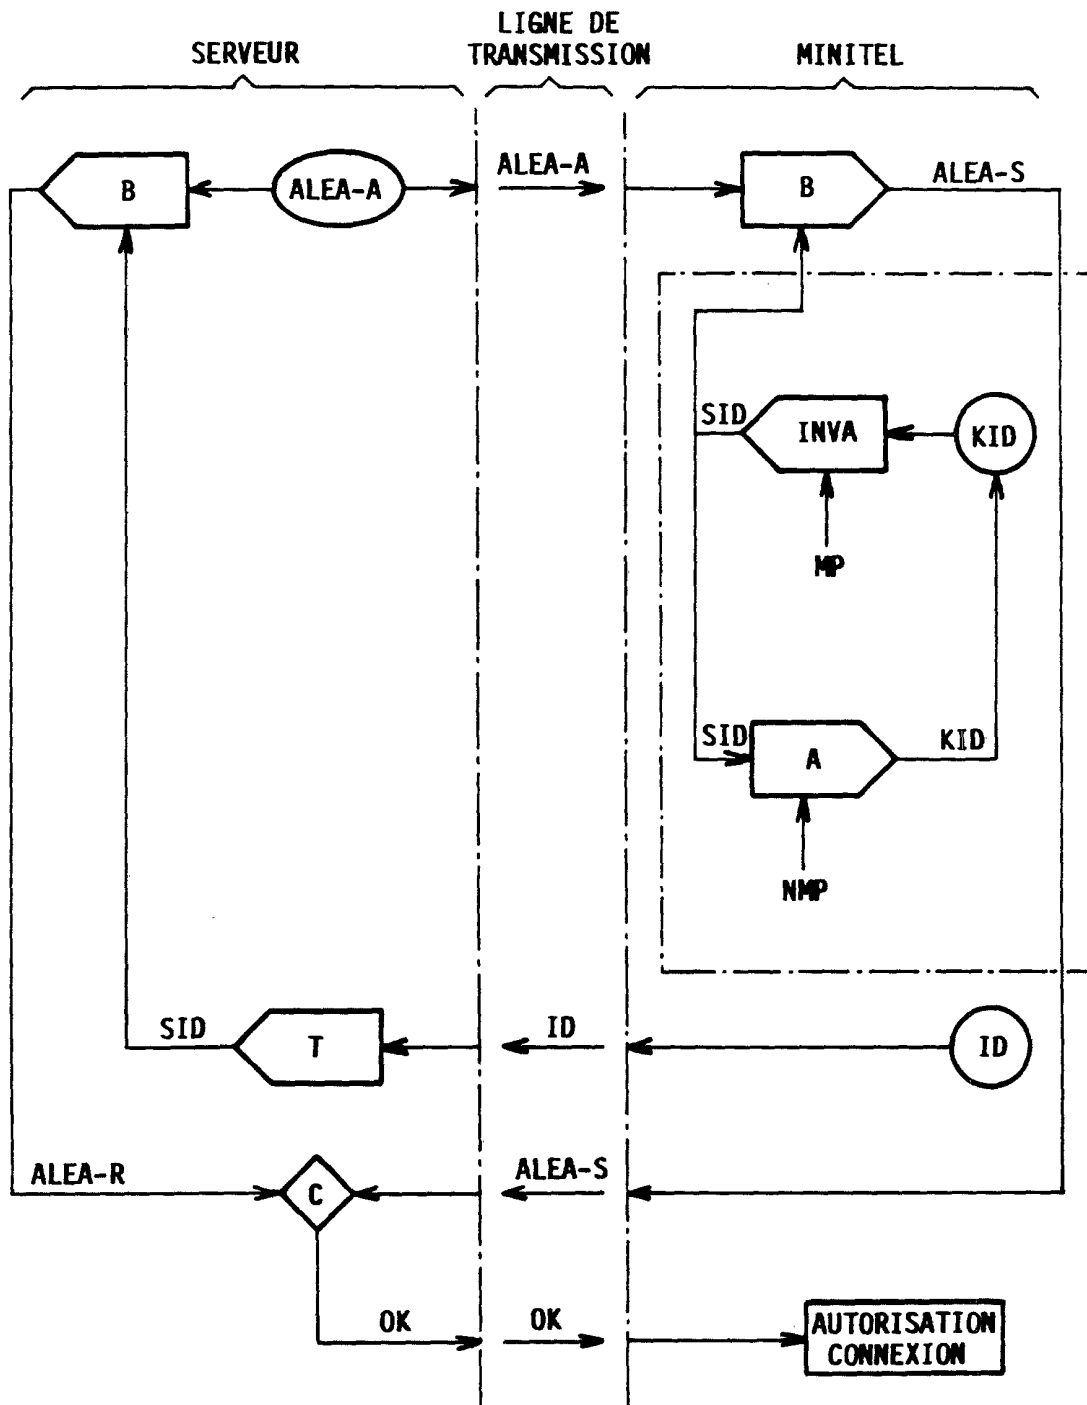 SERVEUR
LIGNE DE
TRANSMISSION
MINITEL
B
ALEA-A
ALEA-A
B
ALEA-S
SID
INVA
KID
MP
SID
A
KID
NMP
SID
T
ID
ID
ALEA-R
C
ALEA-S
OK
OK
AUTORISATION
CONNEXION